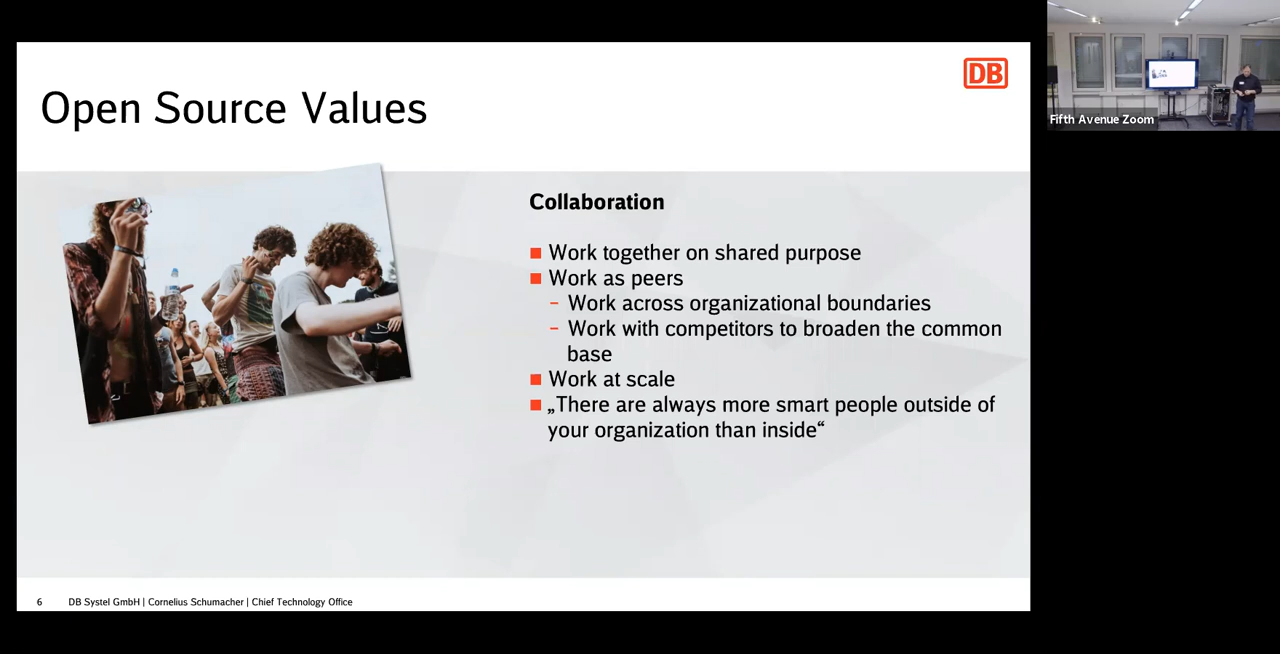 DB
Open Source Values
Fifth Avenue Zoom
Collaboration
Work together on shared purpose
Work as peers
– Work across organizational boundaries
– Work with competitors to broaden the common
base
Work at scale
„There are always more smart people outside of
your organization than inside“
6 DB Systel GmbH | Cornelius Schumacher | Chief Technology Office